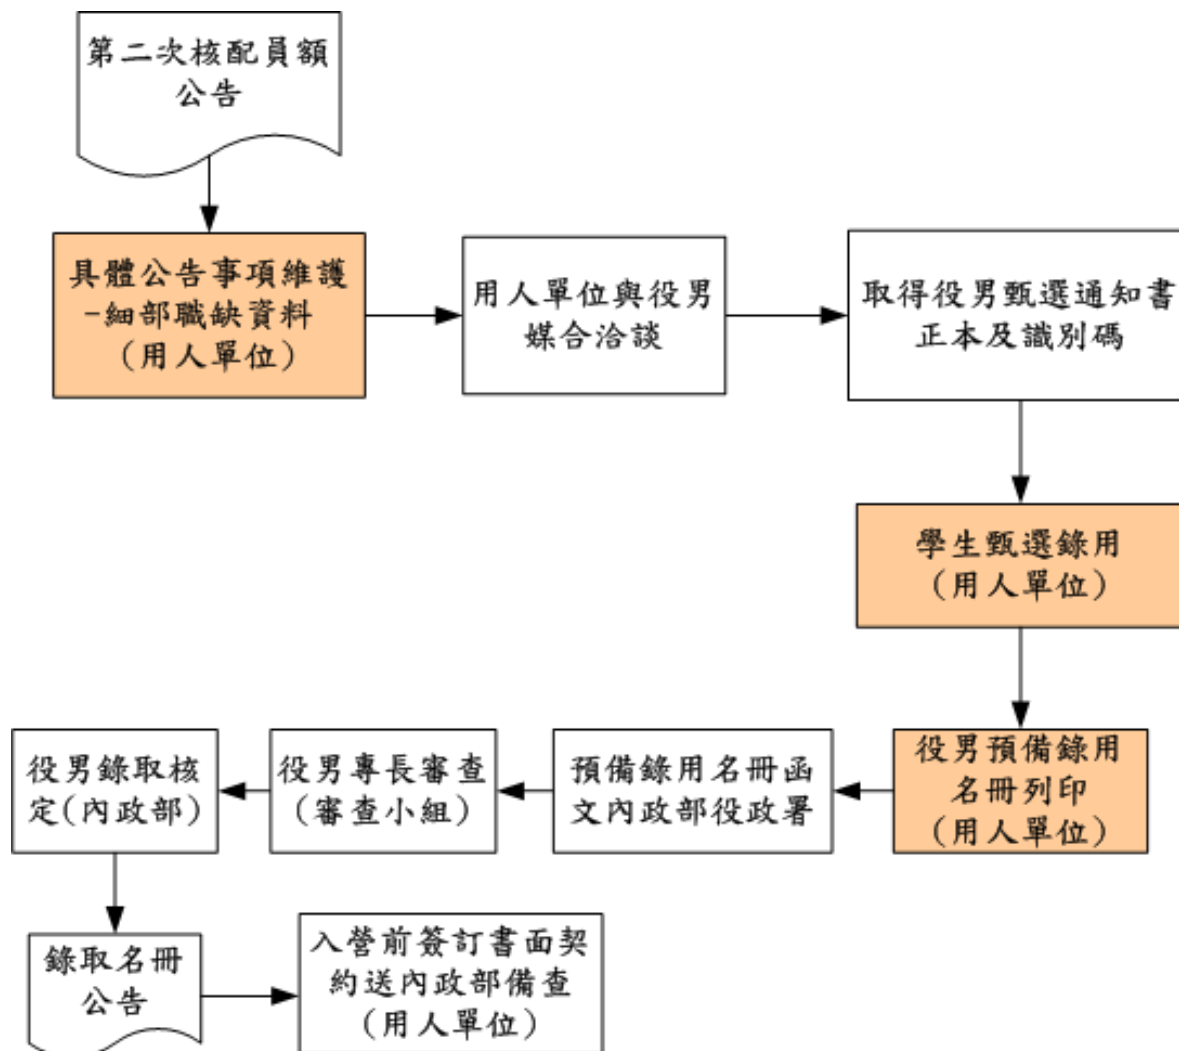 第二次核配員額
公告
具體公告事項維護
-細部職缺資料
(用人單位)
用人單位與役男
媒合洽談
取得役男甄選通知書
正本及識別碼
學生甄選錄用
(用人單位)
役男預備錄用
名冊列印
(用人單位)
預備錄用名冊函
文內政部役政署
役男專長審查
(審查小組)
役男錄取核
定(內政部)
錄取名冊
公告
入營前簽訂書面契
約送內政部備查
(用人單位)